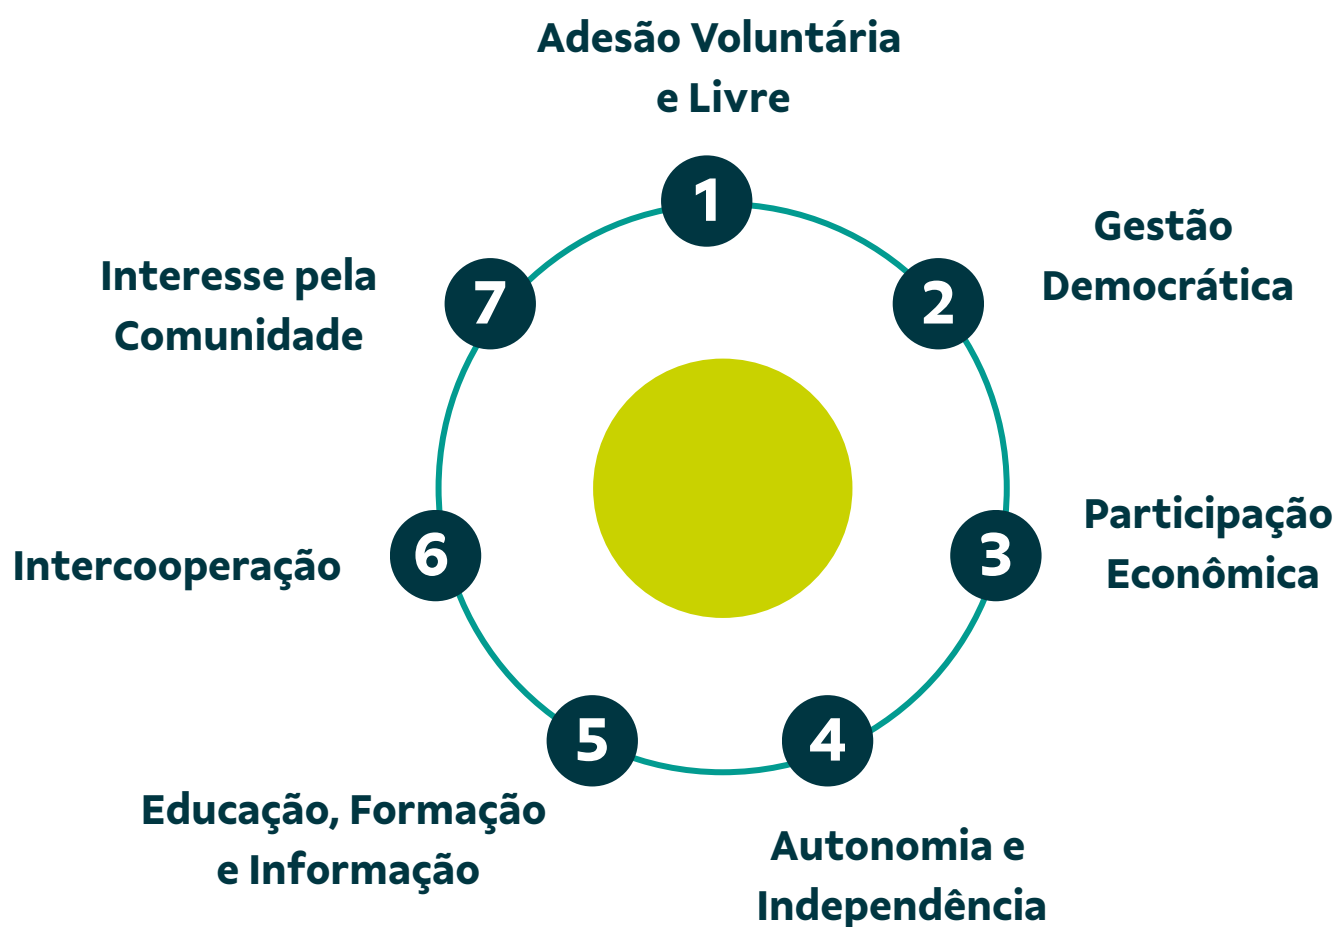 Adesão Voluntária
e Livre
1
Gestão
Democrática
2
Participação
Econômica
3
Autonomia e
Independência
4
Educação, Formação
e Informação
5
Intercooperação
6
Interesse pela
Comunidade
7